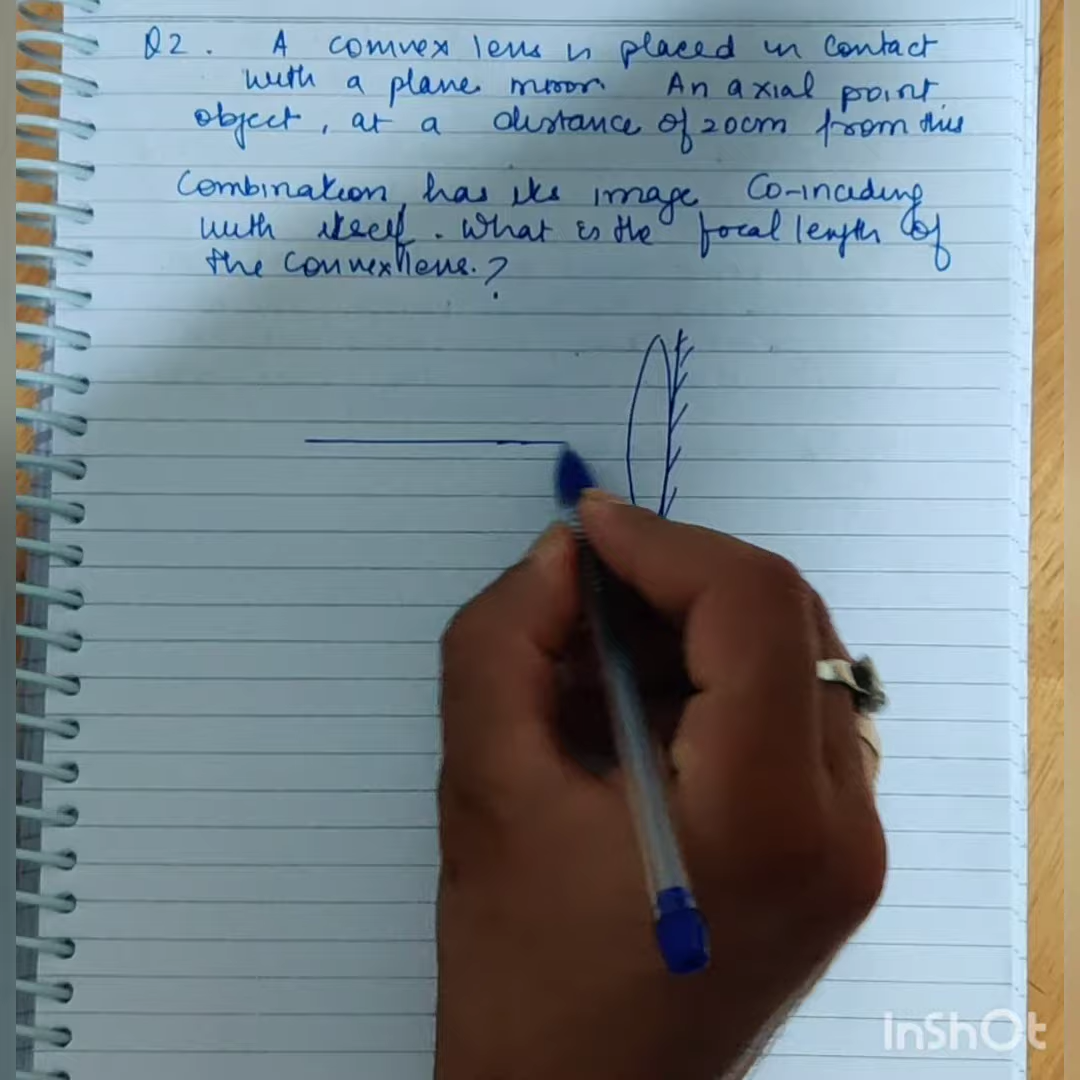 Q2. A convex lens is placed in contact
with a plane mirror. An axial point
object, at a distance of 20cm from this
Combination, has its image Co-inciding
with itself. What is the focal length of
the convex lens.?
InShOt